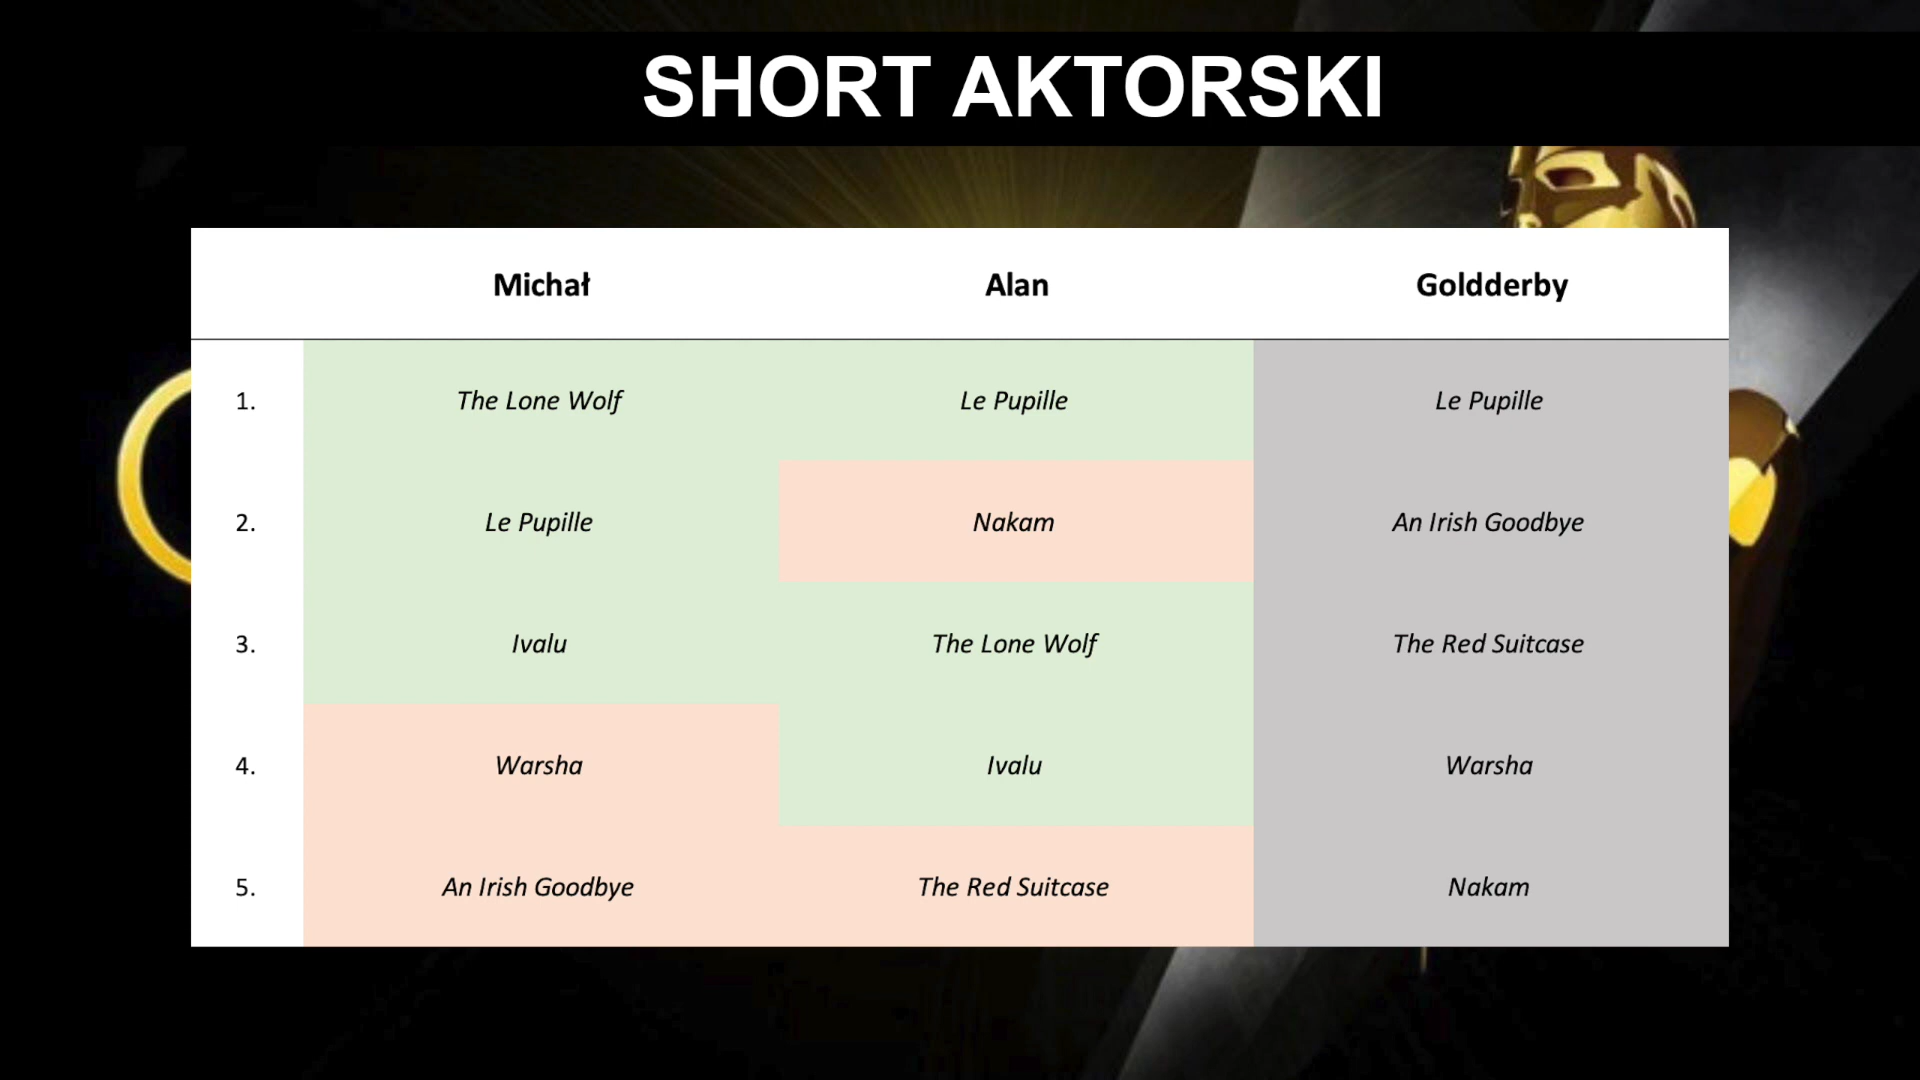 SHORT AKTORSKI
Michał Alan Goldderby
1. The Lone Wolf Le Pupille Le Pupille
2. Le Pupille Nakam An Irish Goodbye
3. Ivalu The Lone Wolf The Red Suitcase
4. Warsha Ivalu Warsha
5. An Irish Goodbye The Red Suitcase Nakam